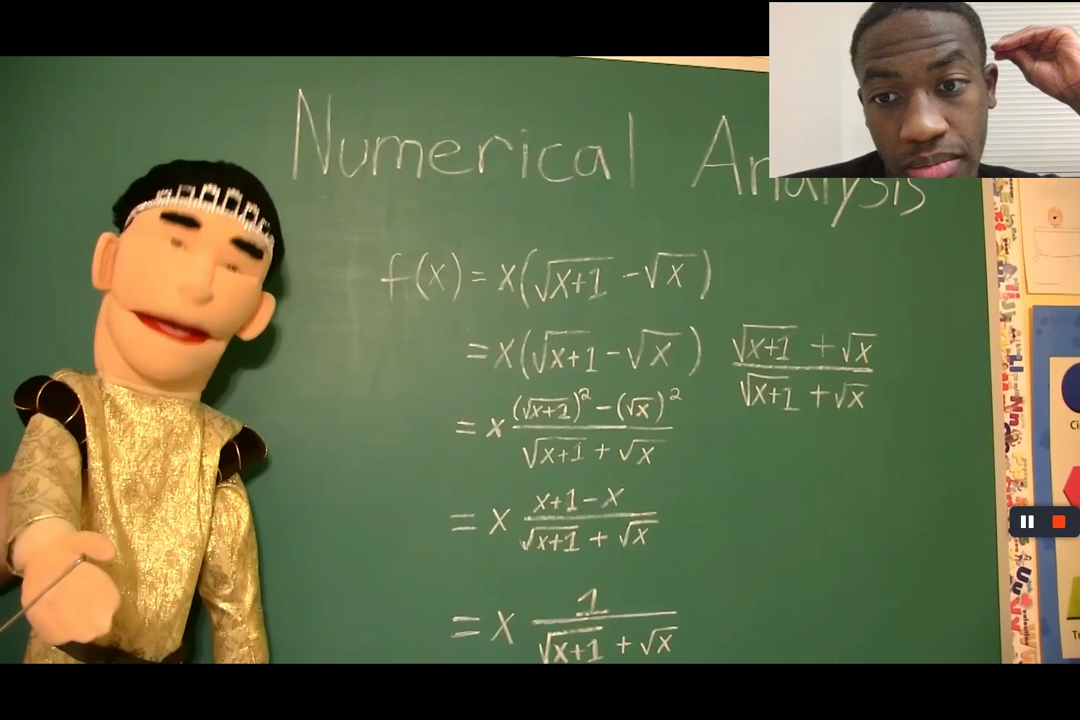 Numerical Analysis
f(x) = x(√x+1 - √x)
= x(√x+1 - √x) √x+1 + √x / √x+1 + √x
= x (√x+1)² - (√x)² / √x+1 + √x
= x x+1 - x / √x+1 + √x
= x 1 / √x+1 + √x